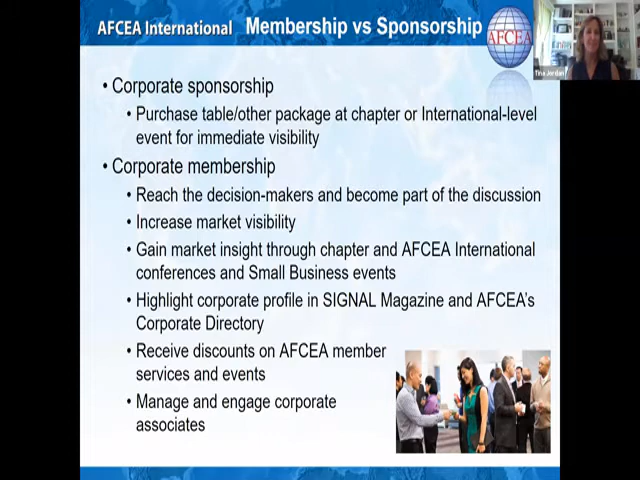 AFCEA International Membership vs Sponsorship
AFCEA
Tina Jordan
• Corporate sponsorship
• Purchase table/other package at chapter or International-level
event for immediate visibility
• Corporate membership
• Reach the decision-makers and become part of the discussion
• Increase market visibility
• Gain market insight through chapter and AFCEA International
conferences and Small Business events
• Highlight corporate profile in SIGNAL Magazine and AFCEA's
Corporate Directory
• Receive discounts on AFCEA member
services and events
• Manage and engage corporate
associates